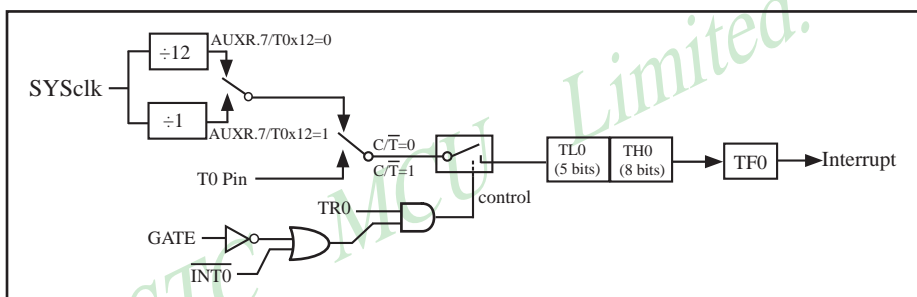 AUXR.7/T0x12=0
÷12
SYSclk
÷1
AUXR.7/T0x12=1
C/T̅=0
C/T̅=1
T0 Pin
TL0
(5 bits)
TH0
(8 bits)
TF0
Interrupt
control
TR0
GATE
I̅N̅T̅0̅
STC MCU Limited.